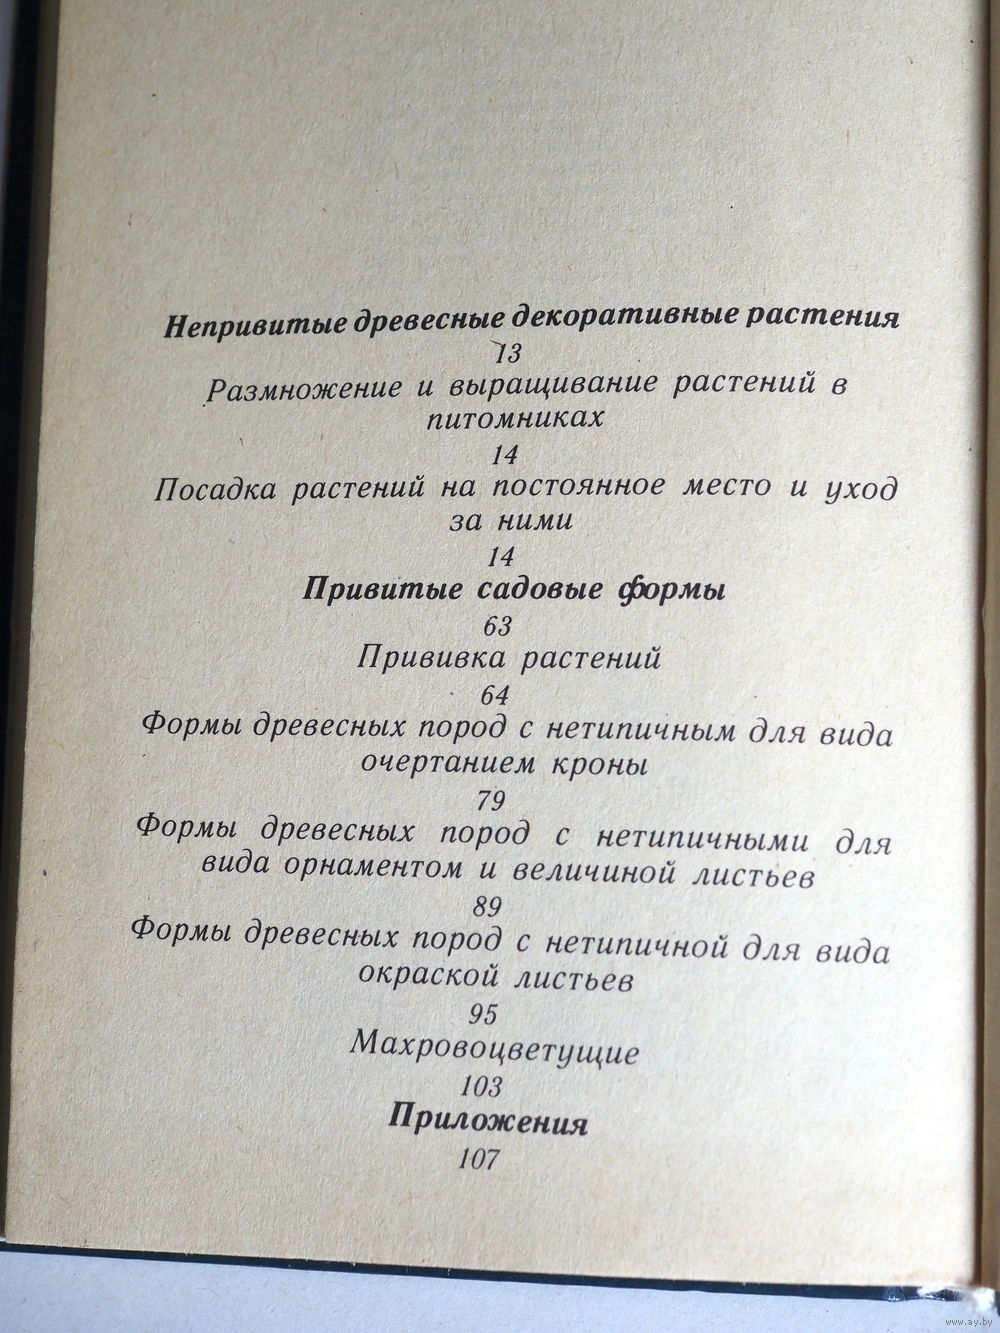 Непривитые древесные декоративные растения
13
Размножение и выращивание растений в
питомниках
14
Посадка растений на постоянное место и уход
за ними
14
Привитые садовые формы
63
Прививка растений
64
Формы древесных пород с нетипичным для вида
очертанием кроны
79
Формы древесных пород с нетипичными для
вида орнаментом и величиной листьев
89
Формы древесных пород с нетипичной для вида
окраской листьев
95
Махровоцветущие
103
Приложения
107
www.ay.by